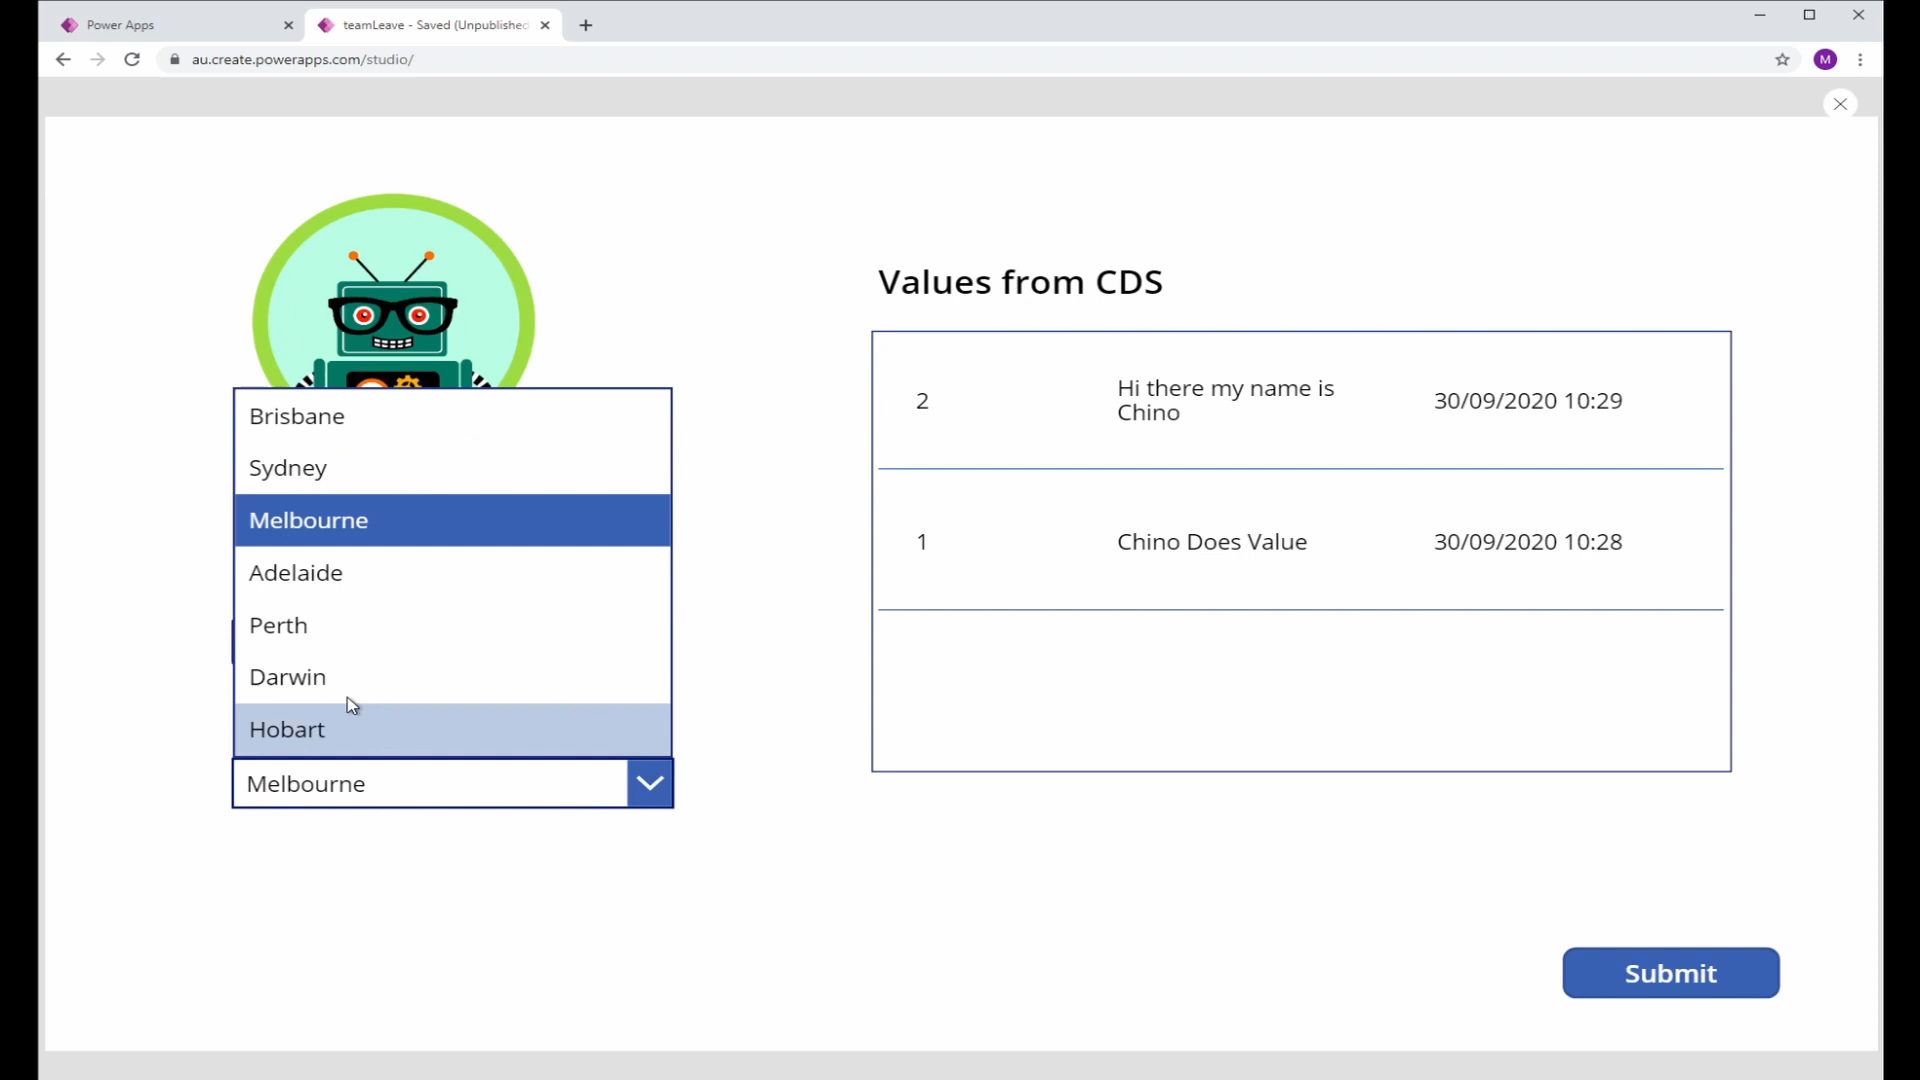 Power Apps
teamLeave - Saved (Unpublished
au.create.powerapps.com/studio/
M
Brisbane
Sydney
Melbourne
Adelaide
Perth
Darwin
Hobart
Melbourne
Values from CDS
2 Hi there my name is 30/09/2020 10:29
Chino
1 Chino Does Value 30/09/2020 10:28
Submit